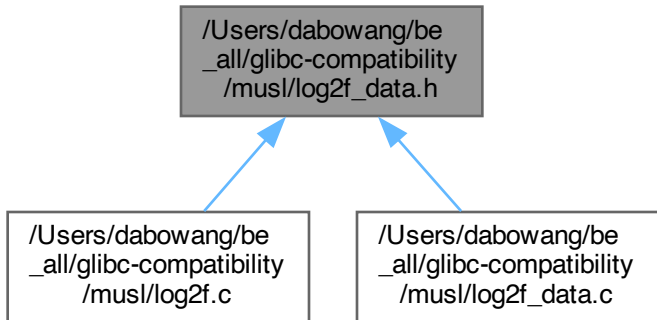 /Users/dabowang/be
_all/glibc-compatibility
/musl/log2f_data.h
/Users/dabowang/be
_all/glibc-compatibility
/musl/log2f.c
/Users/dabowang/be
_all/glibc-compatibility
/musl/log2f_data.c